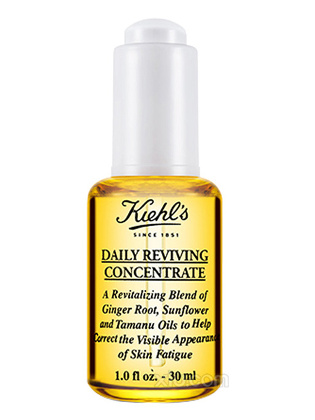 Kiehl's
SINCE 1851
DAILY REVIVING
CONCENTRATE
A Revitalizing Blend of
Ginger Root, Sunflower
and Tamanu Oils to Help
Correct the Visible Appearance
of Skin Fatigue
1.0 fl oz. - 30 ml